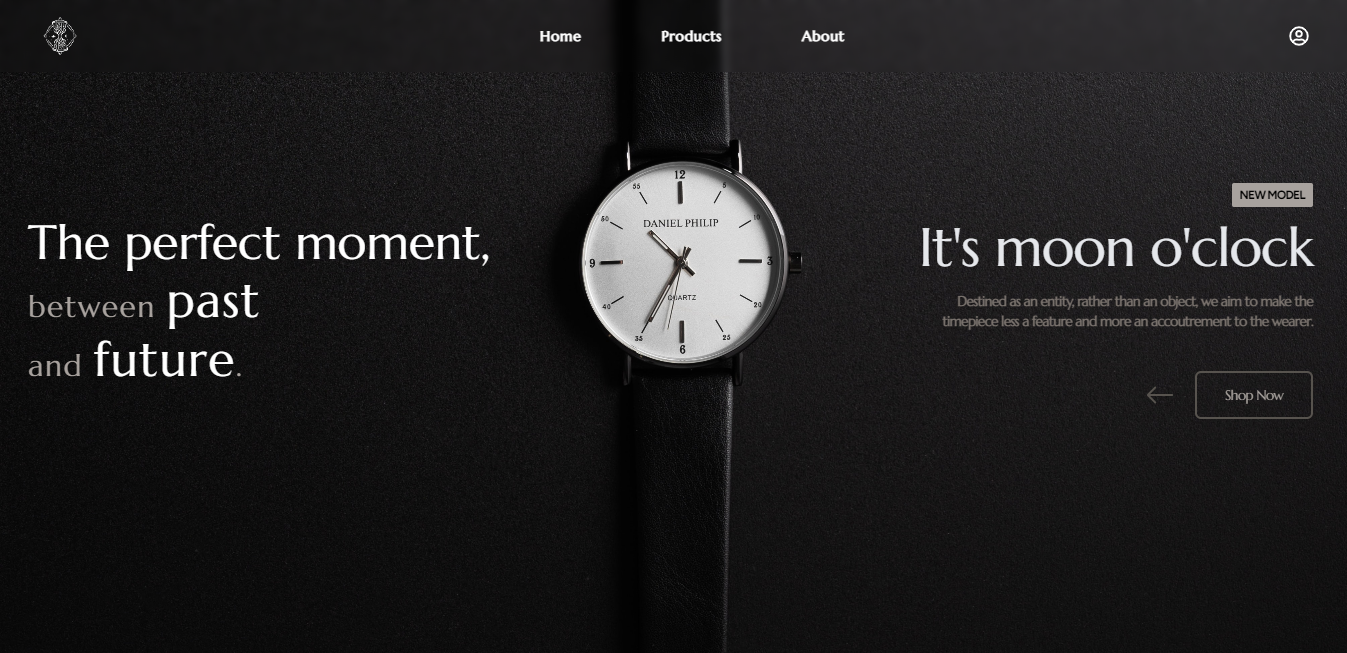 Home
Products
About
The perfect moment,
between past
and future.
12
55
5
50
10
DANIEL PHILIP
9
3
QUARTZ
40
20
35
25
6
NEW MODEL
It's moon o'clock
Destined as an entity, rather than an object, we aim to make the
timepiece less a feature and more an accoutrement to the wearer.
Shop Now